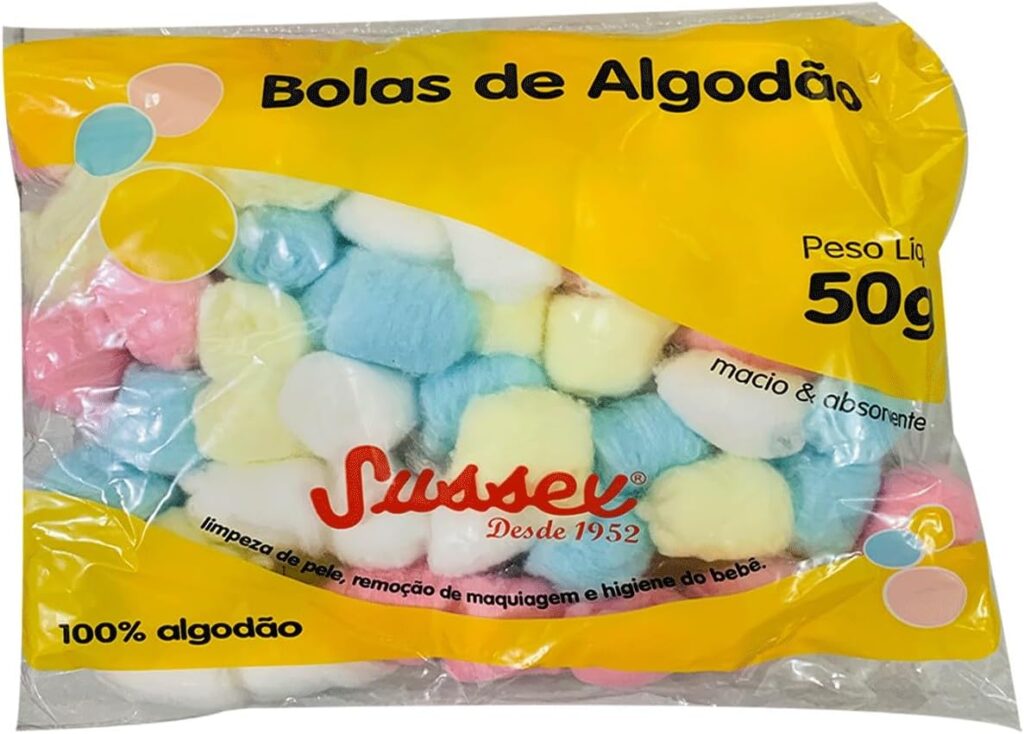 Bolas de Algodão
Peso Líq.
50g
macio & absorvente
Sussex®
Desde 1952
limpeza de pele, remoção de maquiagem e higiene do bebê.
100% algodão